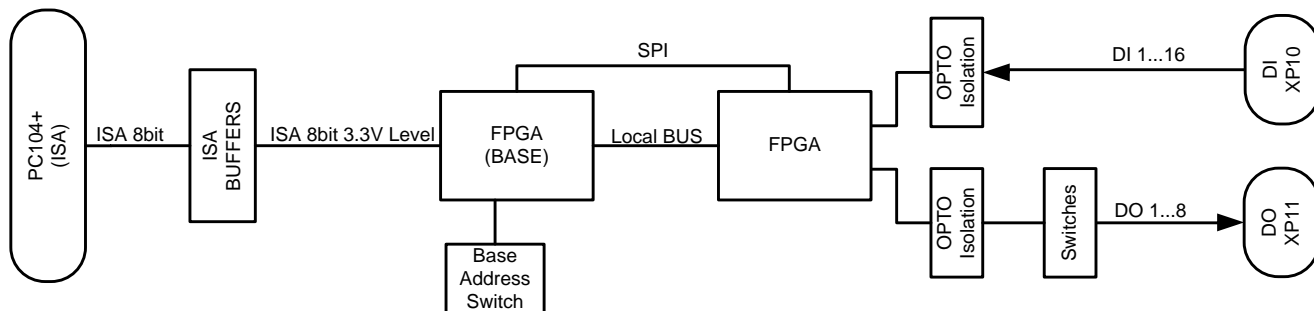 PC104+
(ISA)
ISA 8bit
ISA
BUFFERS
ISA 8bit 3.3V Level
FPGA
(BASE)
Base
Address
Switch
SPI
Local BUS
FPGA
OPTO
Isolation
DI 1...16
DI
XP10
OPTO
Isolation
Switches
DO 1...8
DO
XP11